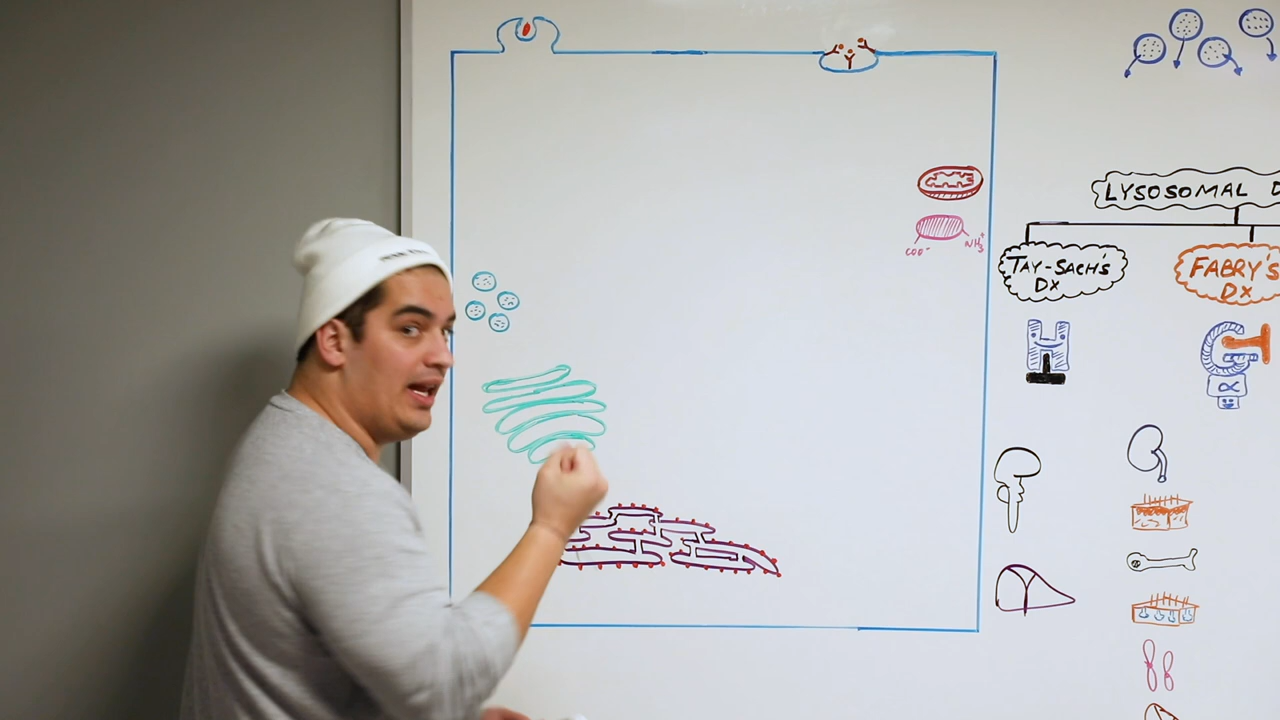 COO⁻
NH₃⁺
LYSOSOMAL
TAY-SACH'S
DX
FABRY'S
DX